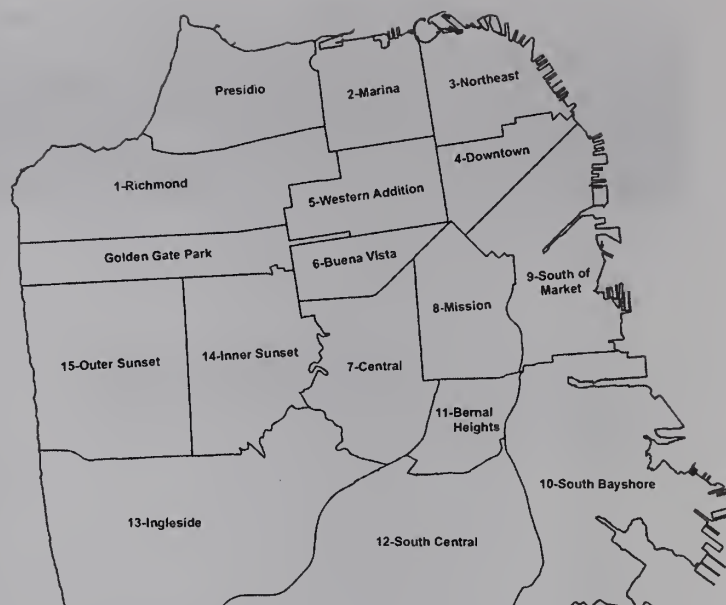 Presidio
2-Marina
3-Northeast
4-Downtown
1-Richmond
5-Western Addition
Golden Gate Park
6-Buena Vista
9-South of
Market
8-Mission
15-Outer Sunset
14-Inner Sunset
7-Central
11-Bernal
Heights
10-South Bayshore
13-Ingleside
12-South Central